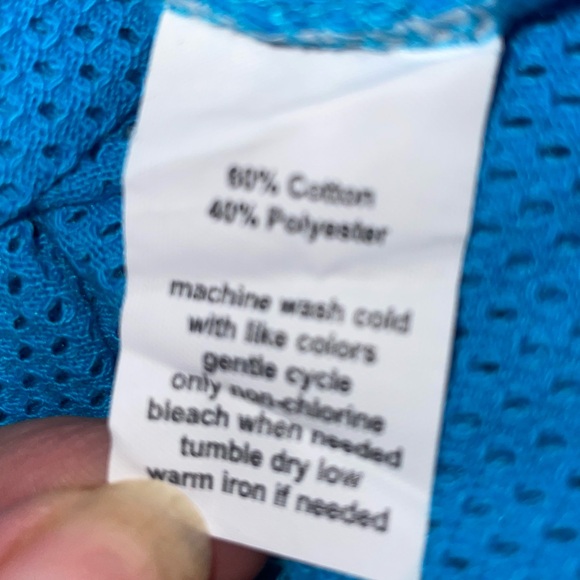 60% Cotton
40% Polyester
machine wash cold
with like colors
gentle cycle
only non-chlorine
bleach when needed
tumble dry low
warm iron if needed